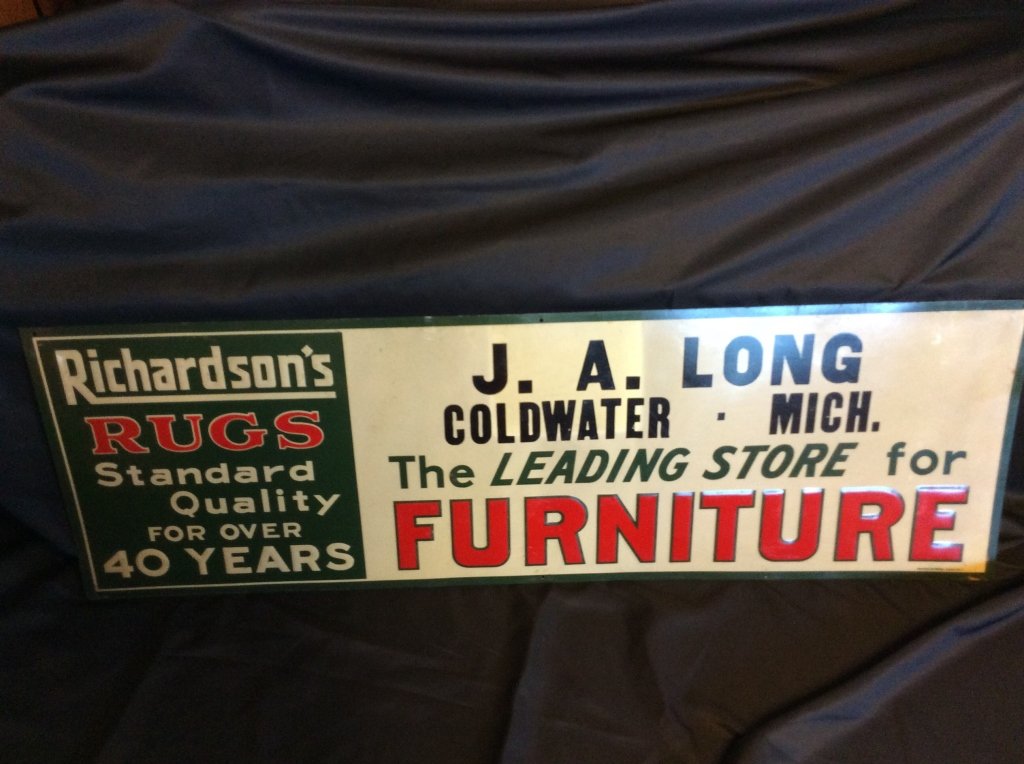 Richardson's
RUGS
Standard
Quality
FOR OVER
40 YEARS
J. A. LONG
COLDWATER · MICH.
The LEADING STORE for
FURNITURE